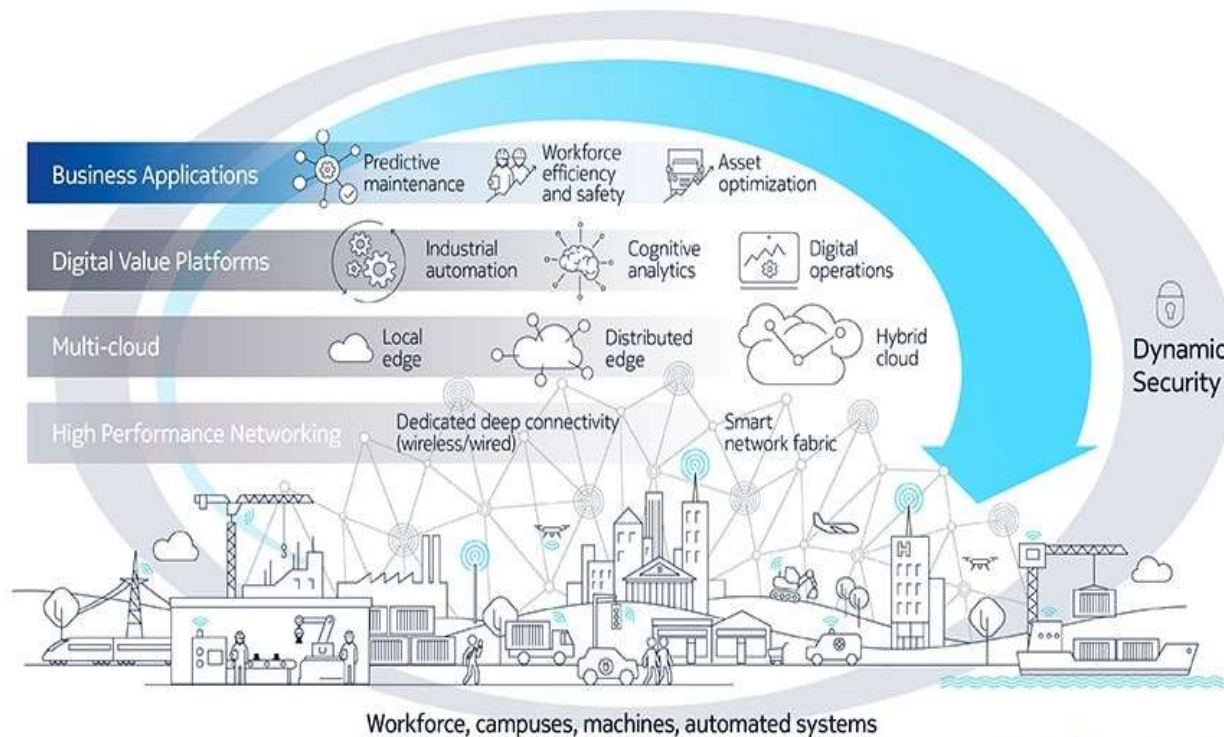 Business Applications
Predictive
maintenance
Workforce
efficiency
and safety
Asset
optimization
Digital Value Platforms
Industrial
automation
Cognitive
analytics
Digital
operations
Multi-cloud
Local
edge
Distributed
edge
Hybrid
cloud
Dynamic
Security
High Performance Networking
Dedicated deep connectivity
(wireless/wired)
Smart
network fabric
H
Workforce, campuses, machines, automated systems